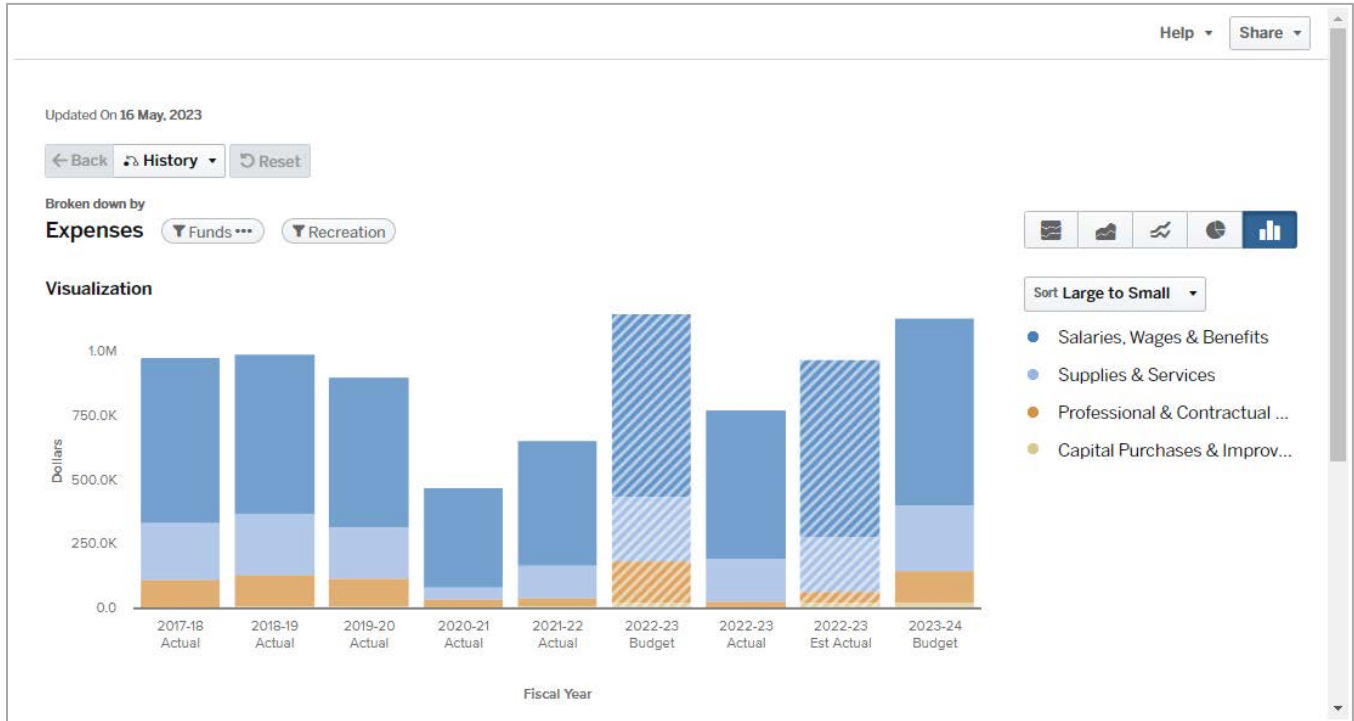 Help
Share
Updated On 16 May, 2023
Back
History
Reset
Broken down by
Expenses
Funds •••
Recreation
Visualization
Sort Large to Small
Salaries, Wages & Benefits
Supplies & Services
Professional & Contractual ...
Capital Purchases & Improv...
Dollars
1.0M
750.0K
500.0K
250.0K
0.0
2017-18
Actual
2018-19
Actual
2019-20
Actual
2020-21
Actual
2021-22
Actual
2022-23
Budget
2022-23
Actual
2022-23
Est Actual
2023-24
Budget
Fiscal Year